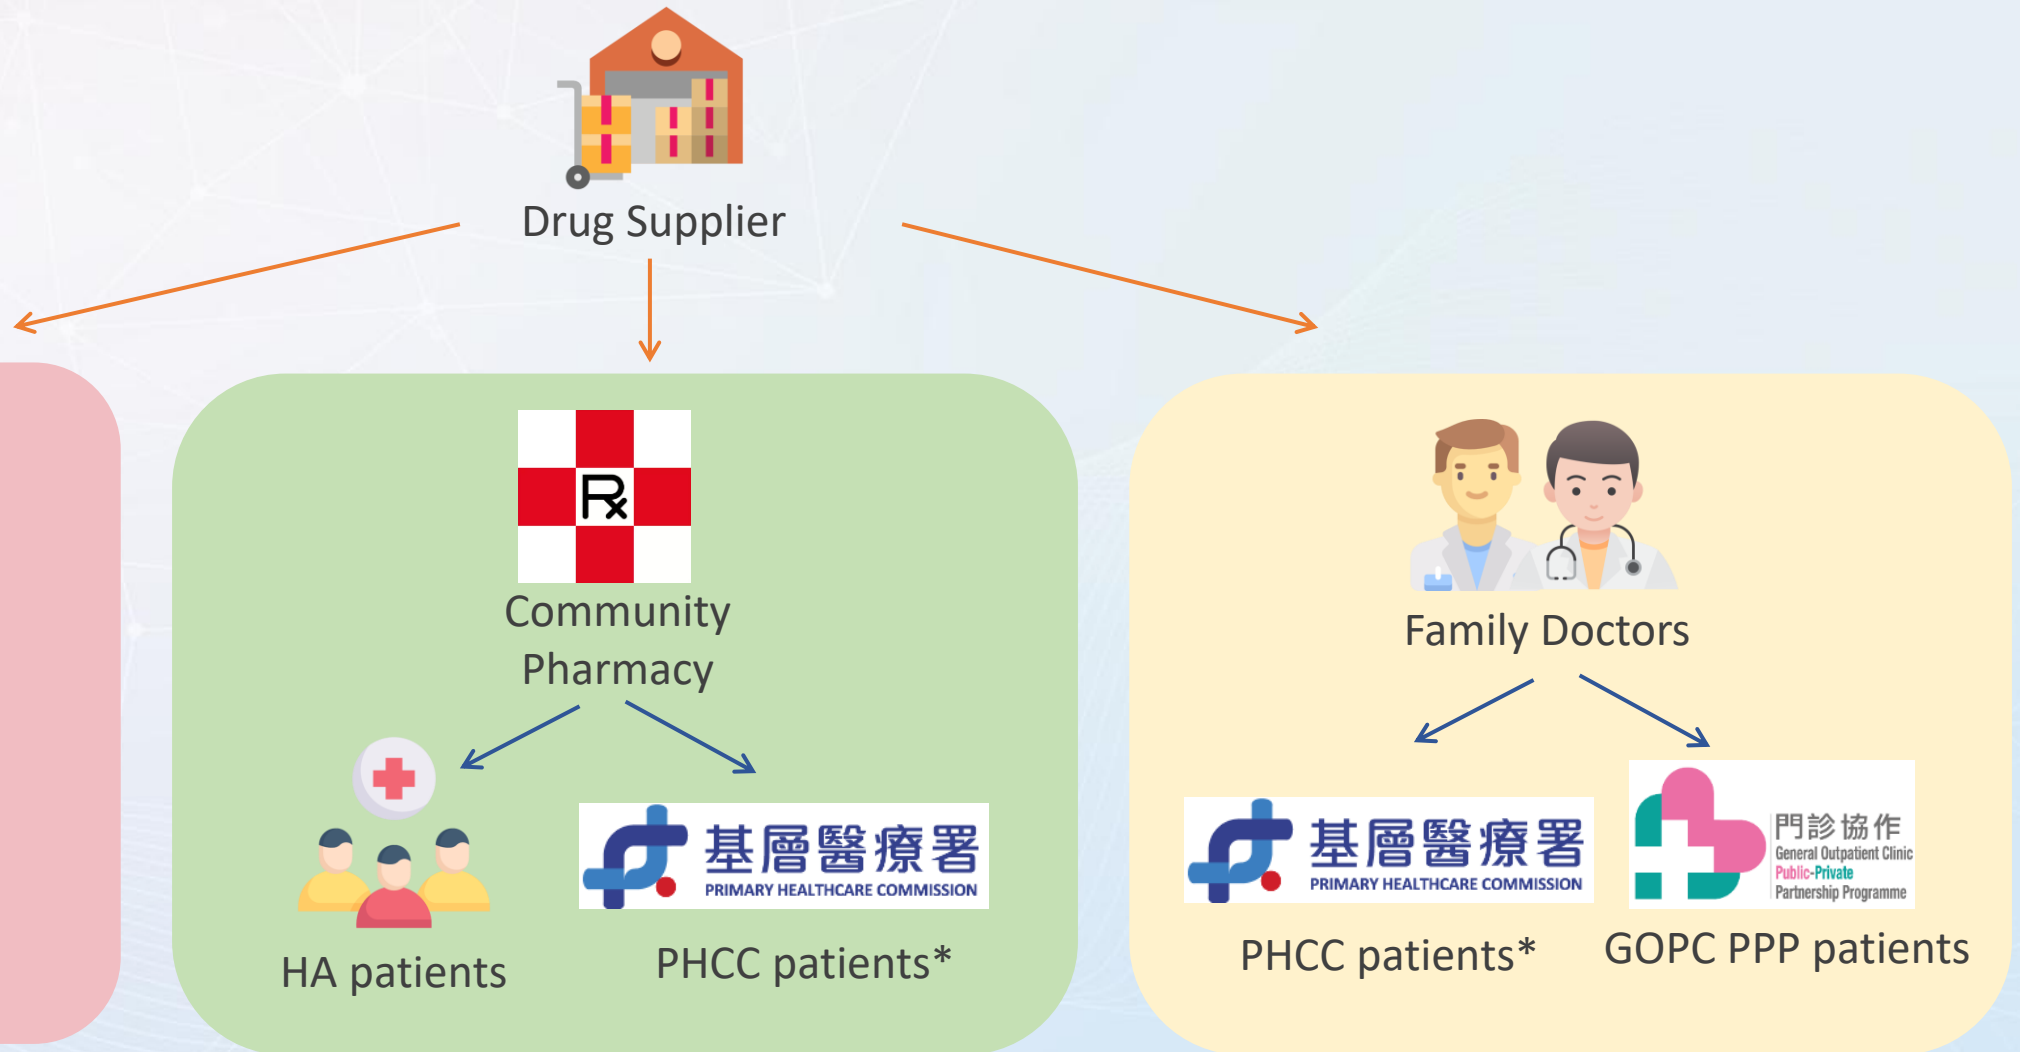 Drug Supplier
Rx
Community
Pharmacy
HA patients
基層醫療署
PRIMARY HEALTHCARE COMMISSION
PHCC patients*
Family Doctors
基層醫療署
PRIMARY HEALTHCARE COMMISSION
PHCC patients*
門診協作
General Outpatient Clinic
Public-Private
Partnership Programme
GOPC PPP patients